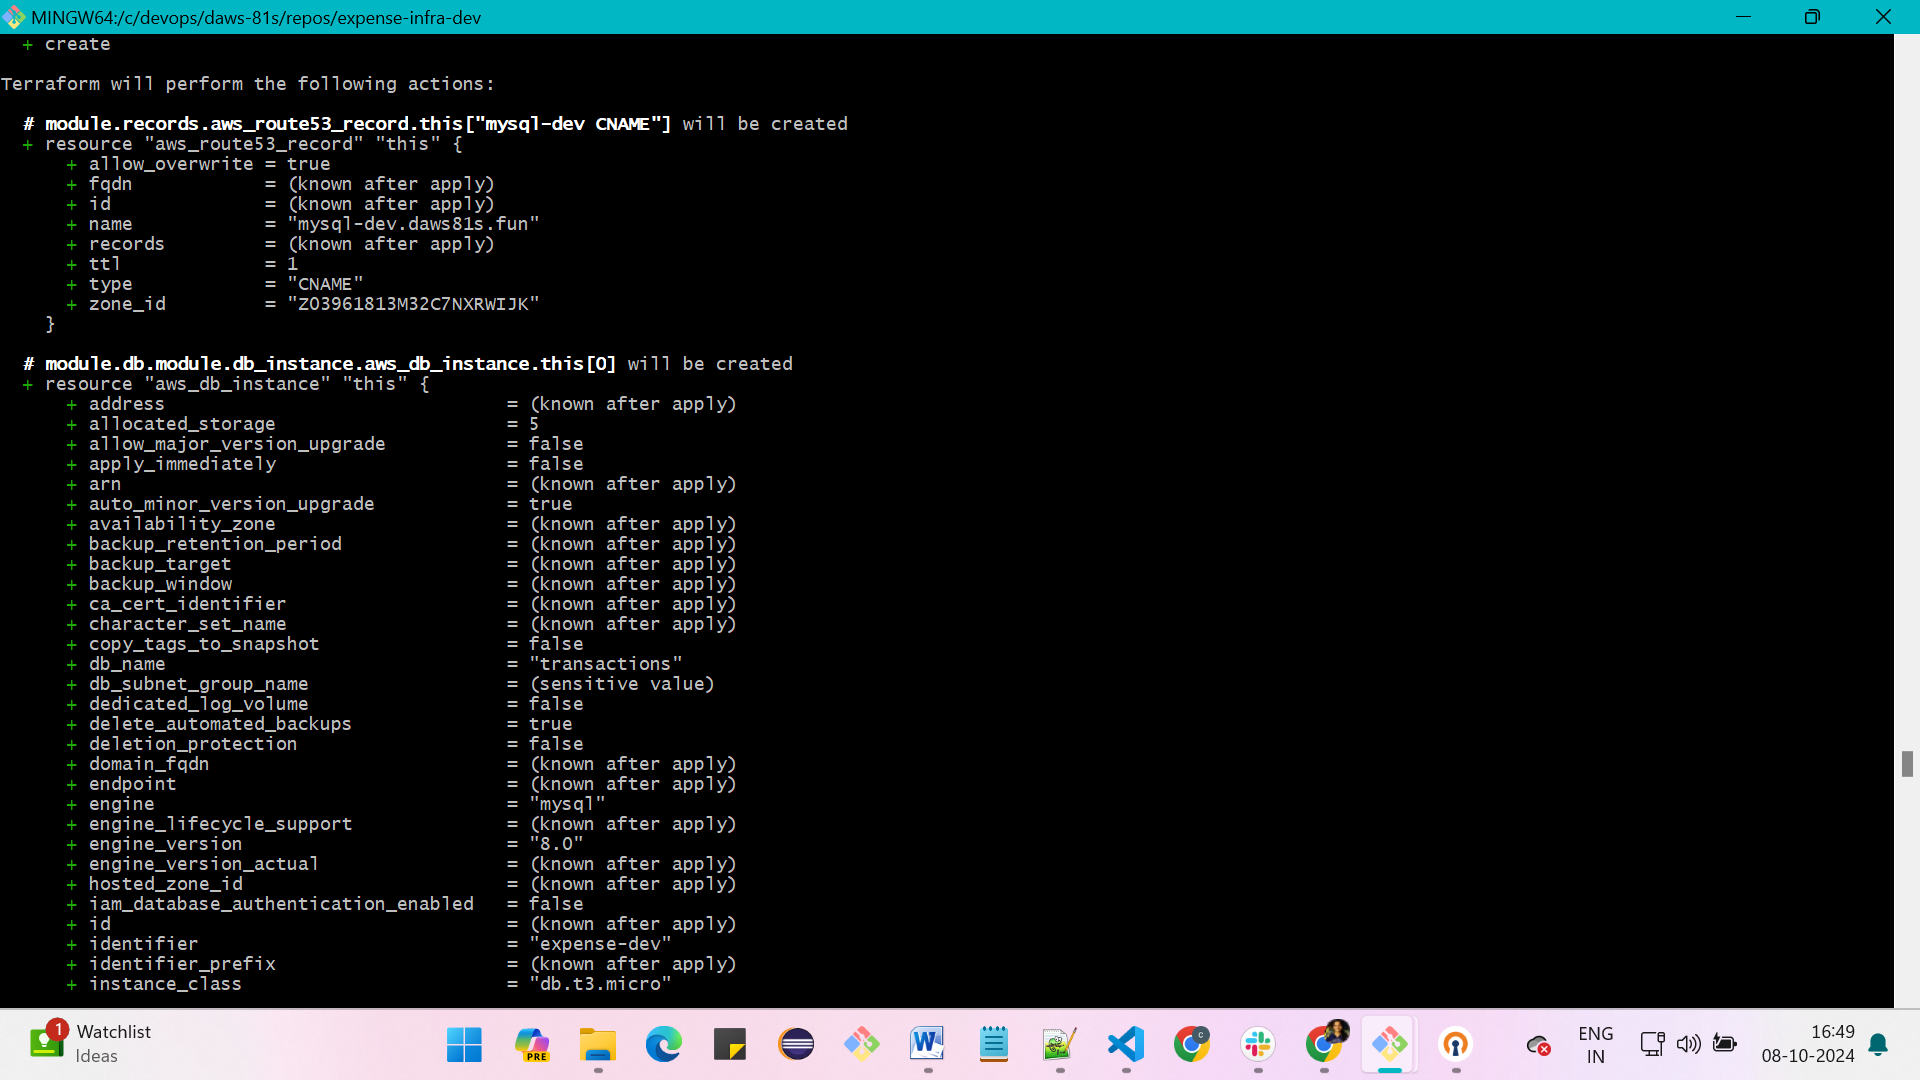 MINGW64:/c/devops/daws-81s/repos/expense-infra-dev
  + create

Terraform will perform the following actions:

  # module.records.aws_route53_record.this["mysql-dev CNAME"] will be created
  + resource "aws_route53_record" "this" {
      + allow_overwrite = true
      + fqdn            = (known after apply)
      + id              = (known after apply)
      + name            = "mysql-dev.daws81s.fun"
      + records         = (known after apply)
      + ttl             = 1
      + type            = "CNAME"
      + zone_id         = "Z03961813M32C7NXRWIJK"
    }

  # module.db.module.db_instance.aws_db_instance.this[0] will be created
  + resource "aws_db_instance" "this" {
      + address                               = (known after apply)
      + allocated_storage                     = 5
      + allow_major_version_upgrade           = false
      + apply_immediately                     = false
      + arn                                   = (known after apply)
      + auto_minor_version_upgrade            = true
      + availability_zone                     = (known after apply)
      + backup_retention_period               = (known after apply)
      + backup_target                         = (known after apply)
      + backup_window                         = (known after apply)
      + ca_cert_identifier                    = (known after apply)
      + character_set_name                    = (known after apply)
      + copy_tags_to_snapshot                 = false
      + db_name                               = "transactions"
      + db_subnet_group_name                  = (sensitive value)
      + dedicated_log_volume                  = false
      + delete_automated_backups              = true
      + deletion_protection                   = false
      + domain_fqdn                           = (known after apply)
      + endpoint                              = (known after apply)
      + engine                                = "mysql"
      + engine_lifecycle_support              = (known after apply)
      + engine_version                        = "8.0"
      + engine_version_actual                 = (known after apply)
      + hosted_zone_id                        = (known after apply)
      + iam_database_authentication_enabled   = false
      + id                                    = (known after apply)
      + identifier                            = "expense-dev"
      + identifier_prefix                     = (known after apply)
      + instance_class                        = "db.t3.micro"
1
Watchlist
Ideas
PRE
W
C
ENG
IN
16:49
08-10-2024